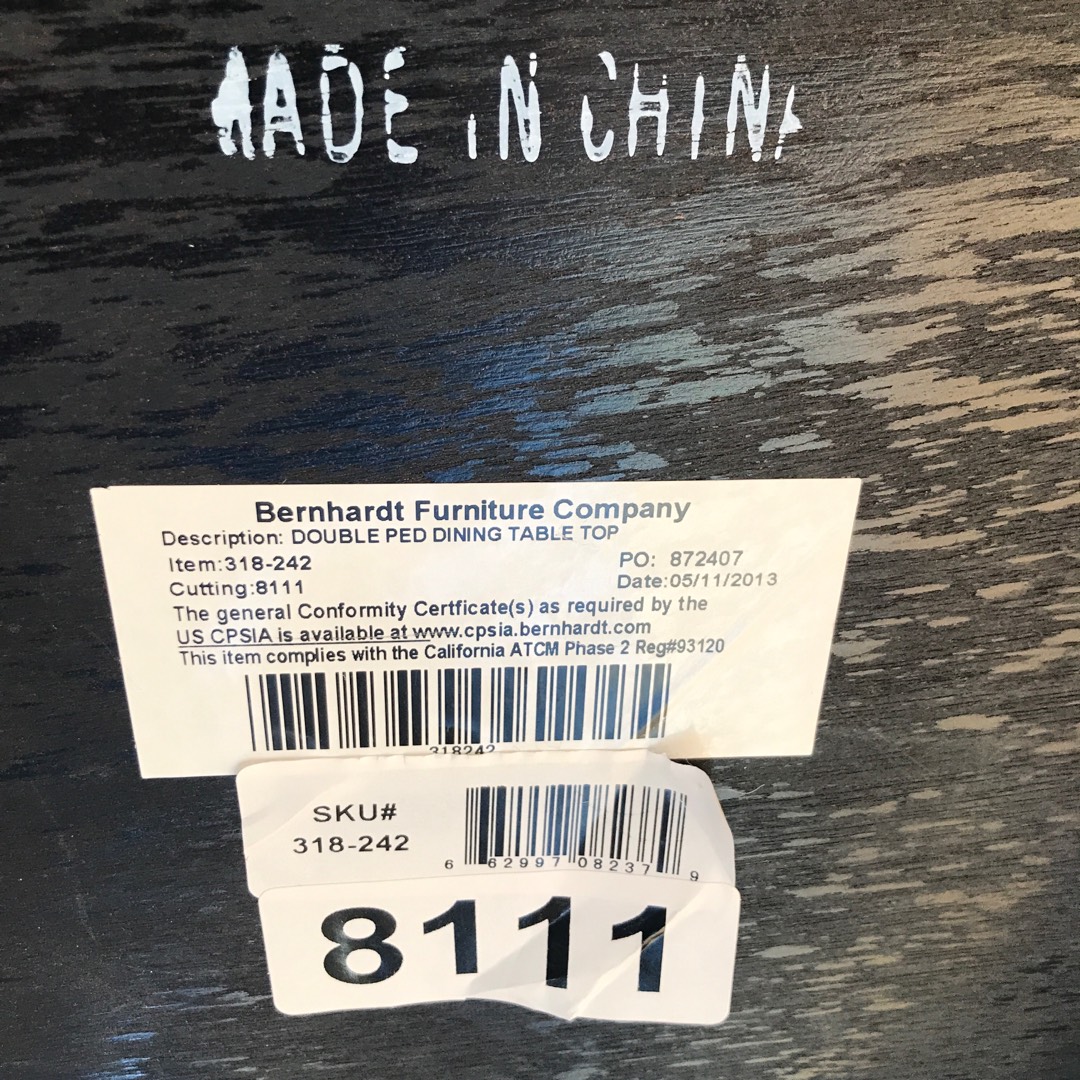 MADE IN CHINA
Bernhardt Furniture Company
Description: DOUBLE PED DINING TABLE TOP
Item:318-242
PO: 872407
Cutting:8111
Date:05/11/2013
The general Conformity Certficate(s) as required by the
US CPSIA is available at www.cpsia.bernhardt.com
This item complies with the California ATCM Phase 2 Reg#93120
318242
SKU#
318-242
6 62997 08237 9
8111